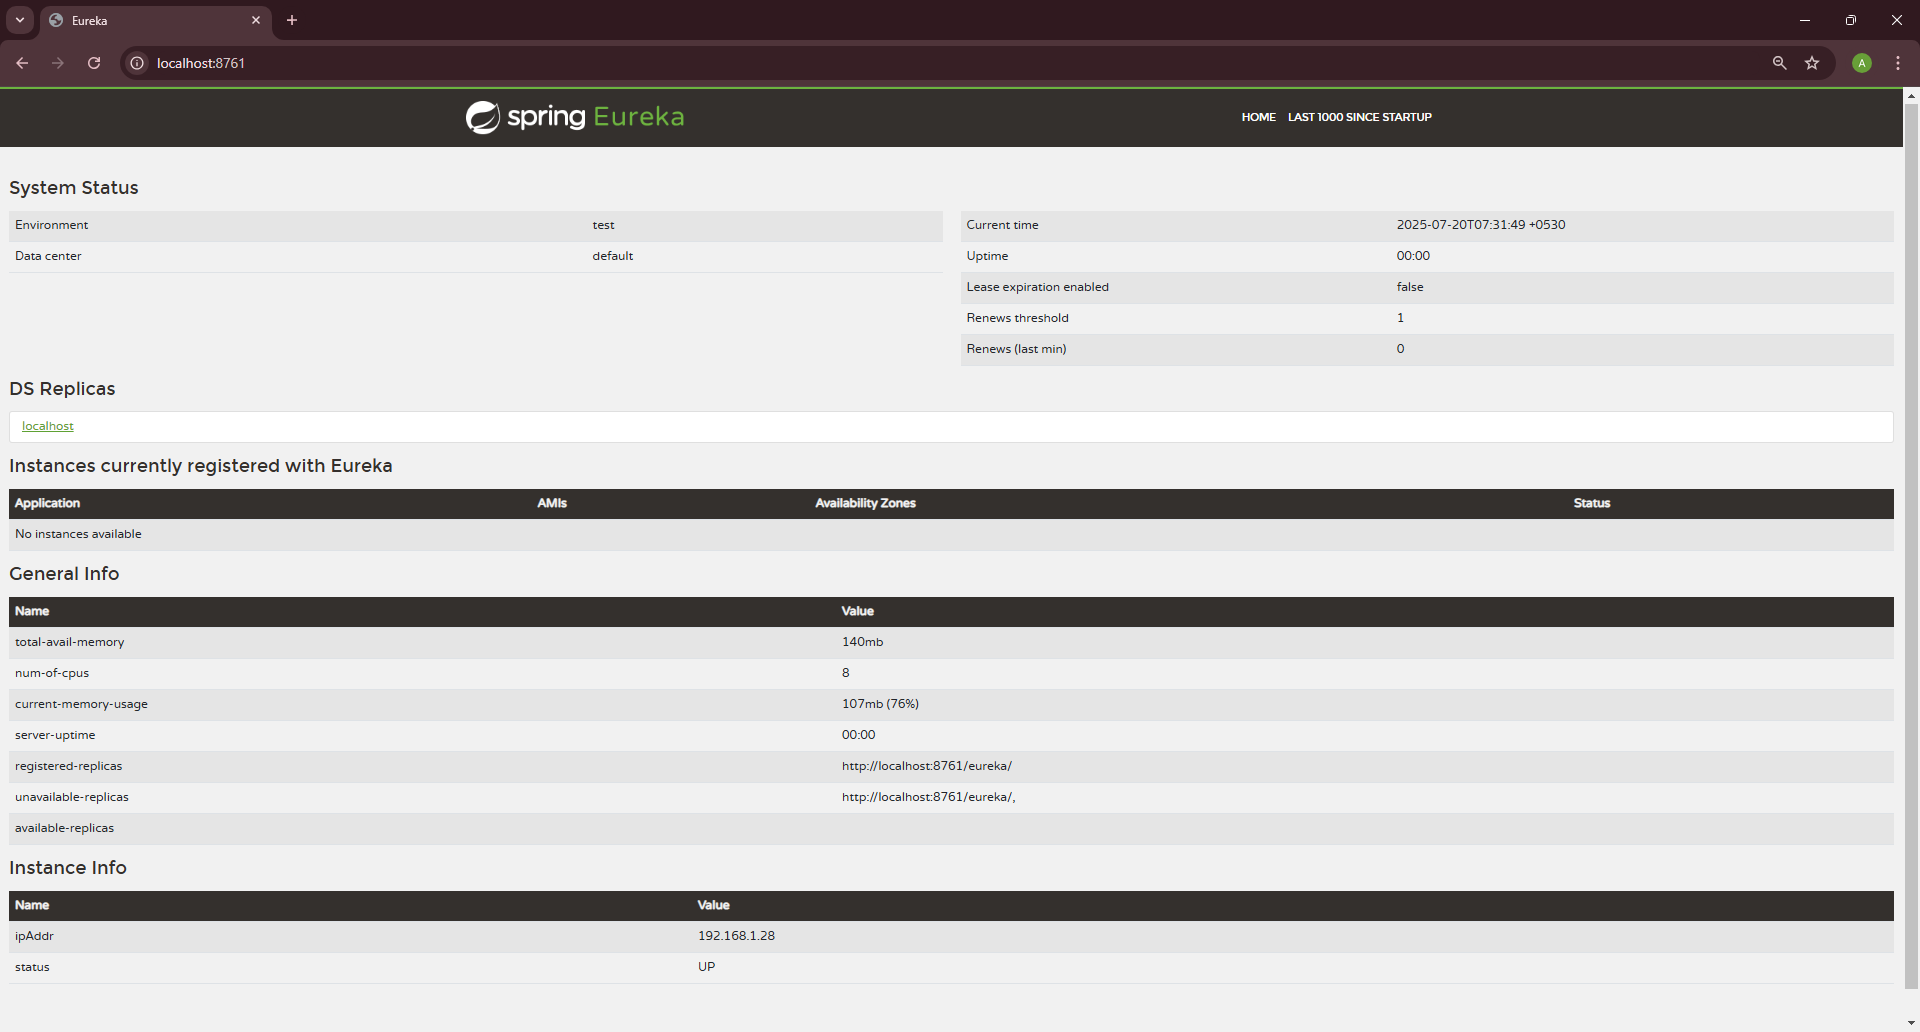 Eureka
localhost:8761
A
spring Eureka
HOME LAST 1000 SINCE STARTUP
System Status
Environment test
Data center default
Current time 2025-07-20T07:31:49 +0530
Uptime 00:00
Lease expiration enabled false
Renews threshold 1
Renews (last min) 0
DS Replicas
localhost
Instances currently registered with Eureka
Application AMIs Availability Zones Status
No instances available
General Info
Name Value
total-avail-memory 140mb
num-of-cpus 8
current-memory-usage 107mb (76%)
server-uptime 00:00
registered-replicas http://localhost:8761/eureka/
unavailable-replicas http://localhost:8761/eureka/,
available-replicas
Instance Info
Name Value
ipAddr 192.168.1.28
status UP